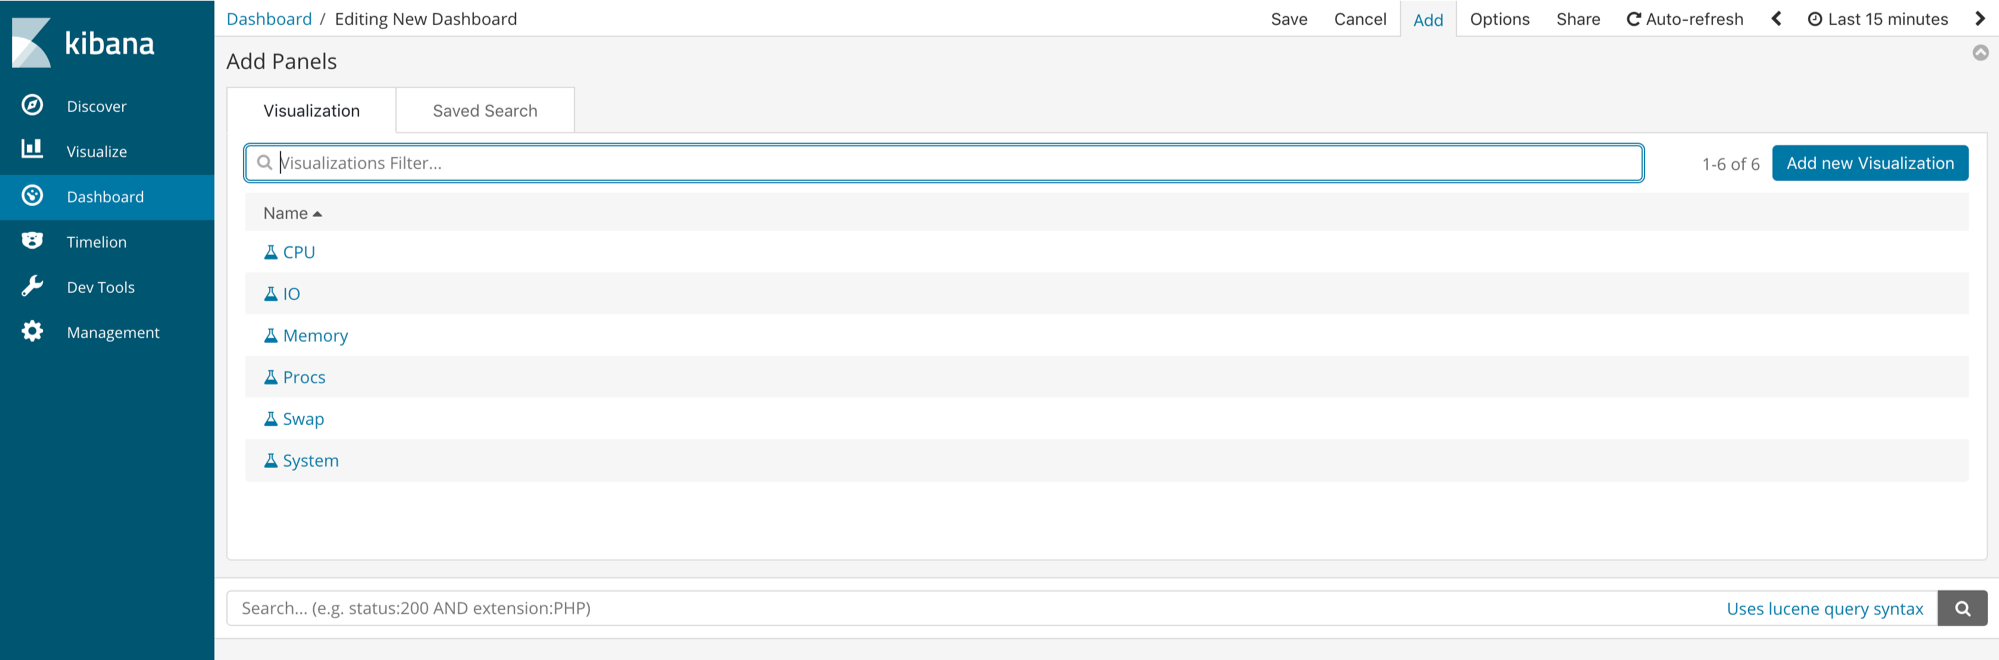 kibana
Discover
Visualize
Dashboard
Timelion
Dev Tools
Management
Dashboard / Editing New Dashboard
Save Cancel Add Options Share Auto-refresh Last 15 minutes
Add Panels
Visualization Saved Search
Visualizations Filter...
1-6 of 6 Add new Visualization
Name
CPU
IO
Memory
Procs
Swap
System
Search... (e.g. status:200 AND extension:PHP) Uses lucene query syntax